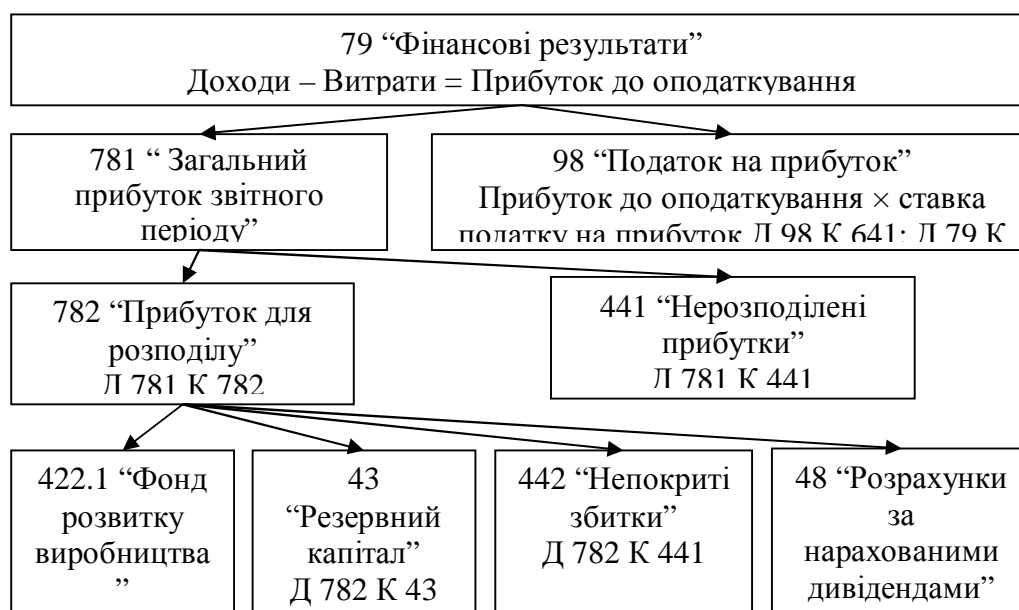 79 “Фінансові результати”
Доходи – Витрати = Прибуток до оподаткування
781 “ Загальний
прибуток звітного
періоду”
98 “Податок на прибуток”
Прибуток до оподаткування × ставка
податку на прибуток Д 98 К 641; Д 79 К
782 “Прибуток для
розподілу”
Д 781 К 782
441 “Нерозподілені
прибутки”
Д 781 К 441
422.1 “Фонд
розвитку
виробництва
”
43
“Резервний
капітал”
Д 782 К 43
442 “Непокриті
збитки”
Д 782 К 441
48 “Розрахунки
за
нарахованими
дивідендами”